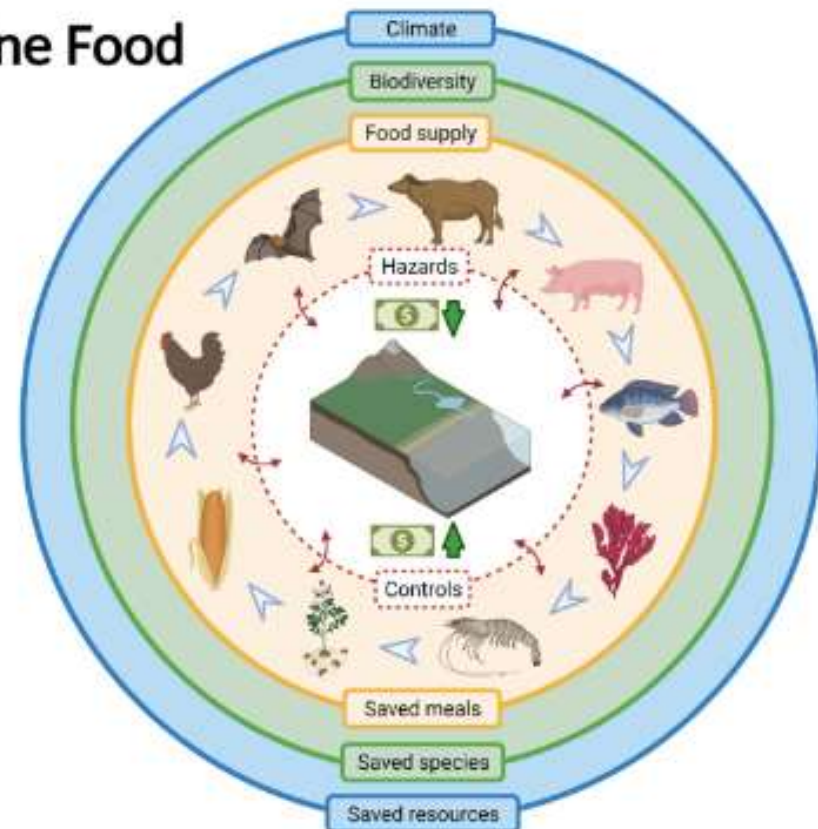 ne Food
Climate
Biodiversity
Food supply
Hazards
$
$
Controls
Saved meals
Saved species
Saved resources